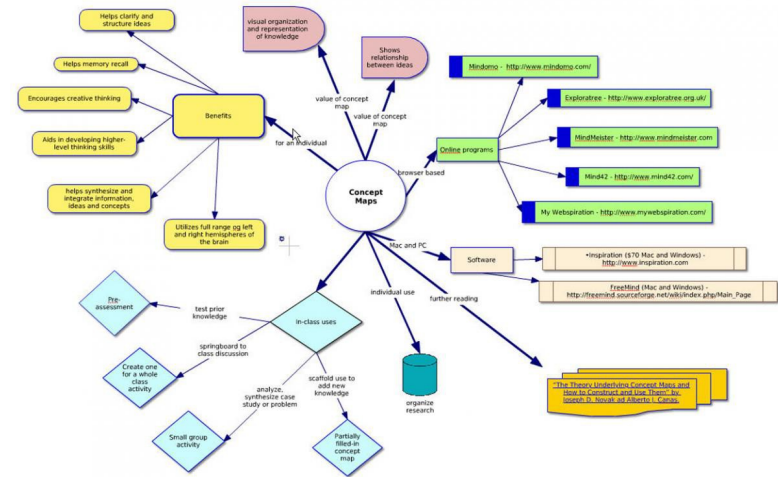 Helps clarify and
structure ideas
Helps memory recall
Encourages creative thinking
Aids in developing higher-
level thinking skills
helps synthesize and
integrate information,
ideas and concepts
Utilizes full range og left
and right hemispheres of
the brain
Benefits
for an individual
visual organization
and representation
of knowledge
value of concept
map
Shows
relationship
between ideas
value of concept
map
Concept
Maps
browser based
Online programs
Mindomo - http://www.mindomo.com/
Exploratree - http://www.exploratree.org.uk/
MindMeister - http://www.mindmeister.com
Mind42 - http://www.mind42.com/
My Webspiration - http://www.mywebspiration.com/
Mac and PC
Software
•Inspiration ($70 Mac and Windows) -
http://www.inspiration.com
FreeMind (Mac and Windows) -
http://freemind.sourceforge.net/wiki/index.php/Main_Page
further reading
"The Theory Underlying Concept Maps and
How to Construct and Use Them" by
Joseph D. Novak ad Alberto J. Canas.
individual use
organize
research
In-class uses
test prior
knowledge
Pre-
assessment
springboard to
class discussion
Create one
for a whole
class
activity
analyze,
synthesize case
study or problem
Small group
activity
scaffold use to
add new
knowledge
Partially
filled-in
concept
map